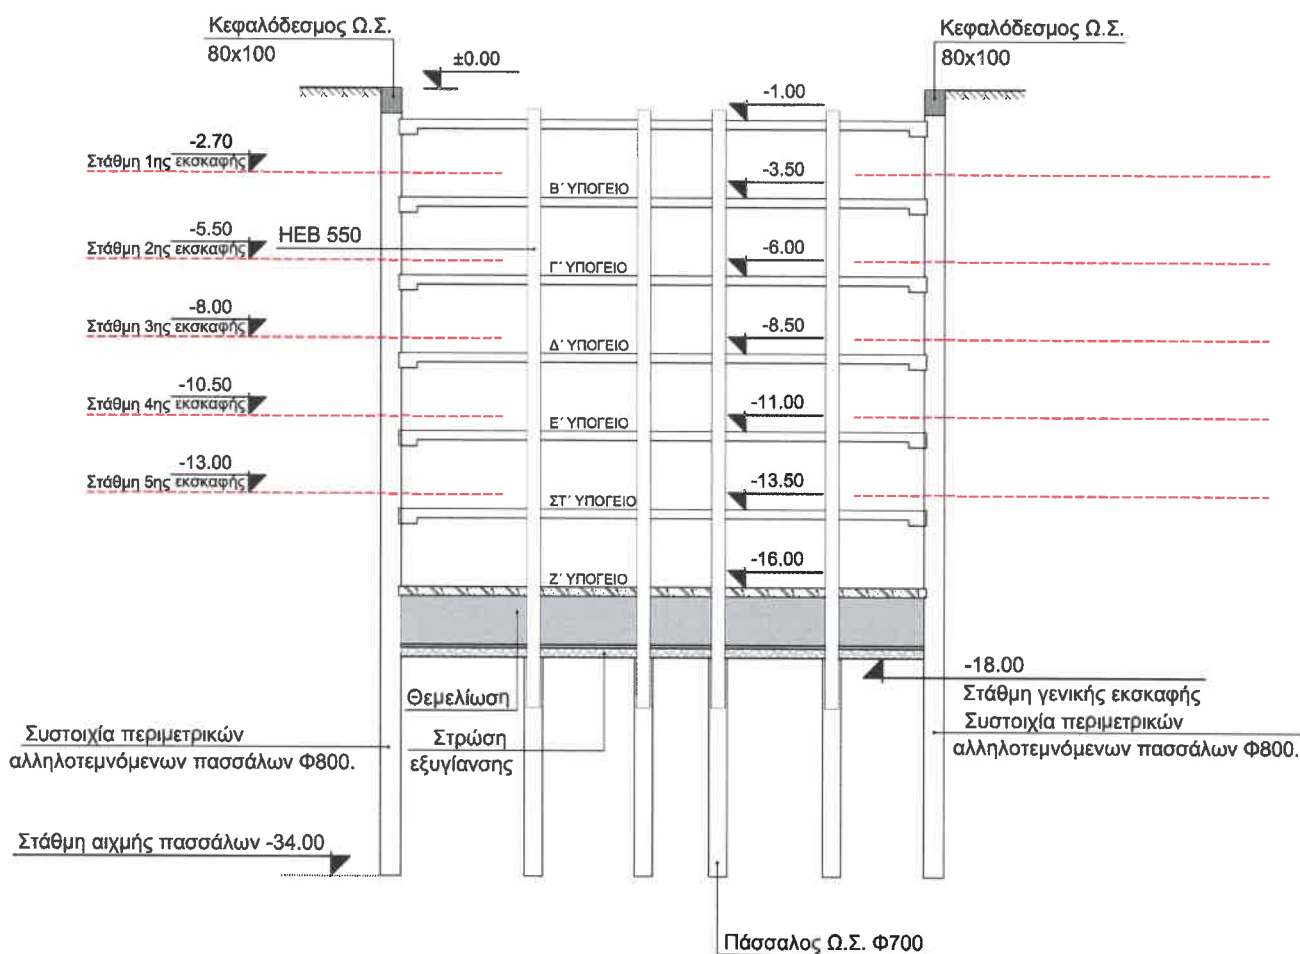 Κεφαλόδεσμος Ω.Σ.
80x100
Κεφαλόδεσμος Ω.Σ.
80x100
±0.00
-1.00
-2.70
Στάθμη 1ης εκσκαφής
Β΄ ΥΠΟΓΕΙΟ
-3.50
-5.50
Στάθμη 2ης εκσκαφής
HEB 550
Γ΄ ΥΠΟΓΕΙΟ
-6.00
-8.00
Στάθμη 3ης εκσκαφής
Δ΄ ΥΠΟΓΕΙΟ
-8.50
-10.50
Στάθμη 4ης εκσκαφής
Ε΄ ΥΠΟΓΕΙΟ
-11.00
-13.00
Στάθμη 5ης εκσκαφής
ΣΤ΄ ΥΠΟΓΕΙΟ
-13.50
Ζ΄ ΥΠΟΓΕΙΟ
-16.00
-18.00
Στάθμη γενικής εκσκαφής
Θεμελίωση
Στρώση
εξυγίανσης
Συστοιχία περιμετρικών
αλληλοτεμνόμενων πασσάλων Φ800.
Συστοιχία περιμετρικών
αλληλοτεμνόμενων πασσάλων Φ800.
Στάθμη αιχμής πασσάλων -34.00
Πάσσαλος Ω.Σ. Φ700